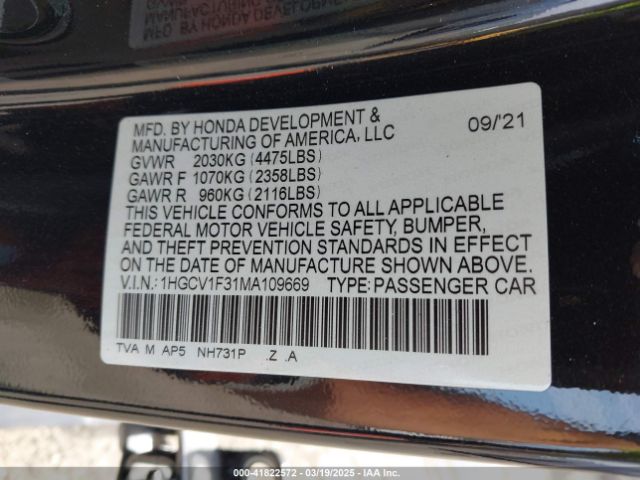 MFD. BY HONDA DEVELOPMENT &
MANUFACTURING OF AMERICA, LLC
09/'21
GVWR 2030KG (4475LBS)
GAWR F 1070KG (2358LBS)
GAWR R 960KG (2116LBS)
THIS VEHICLE CONFORMS TO ALL APPLICABLE
FEDERAL MOTOR VEHICLE SAFETY, BUMPER,
AND THEFT PREVENTION STANDARDS IN EFFECT
ON THE DATE OF MANUFACTURE SHOWN ABOVE.
V.I.N.: 1HGCV1F31MA109669 TYPE: PASSENGER CAR
TVA M AP5 NH731P .Z .A
000-41822572 — 03/19/2025 — IAA Inc.